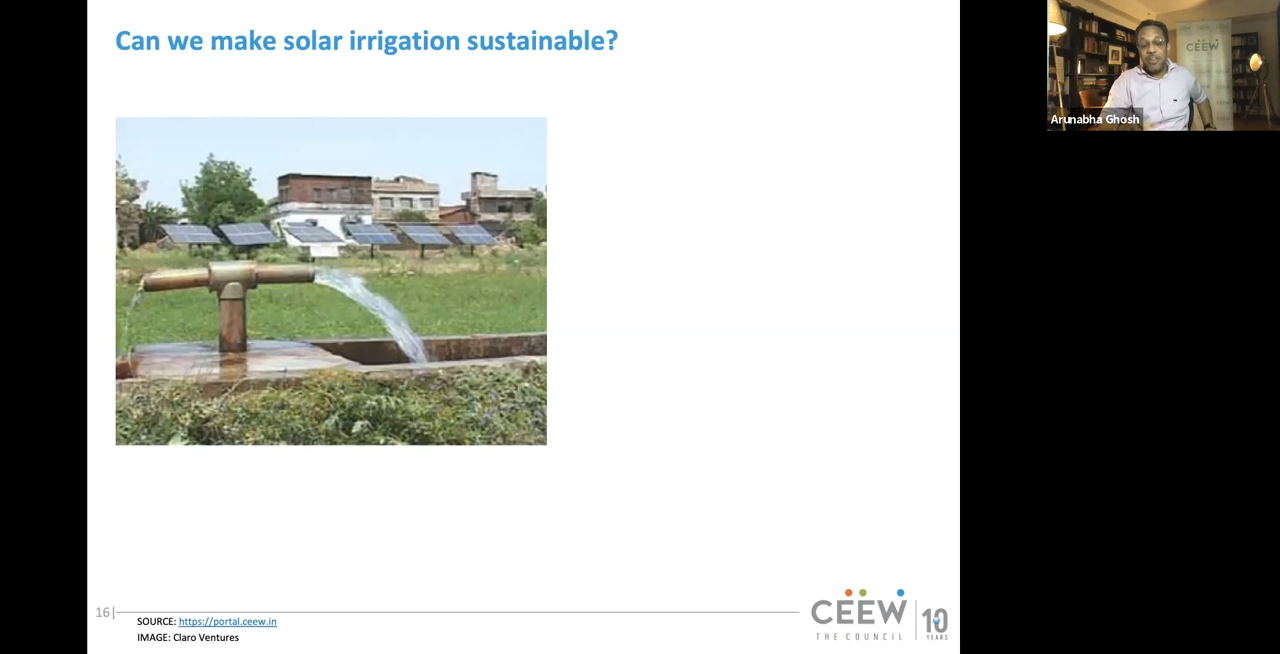 Can we make solar irrigation sustainable?
CEEW
Arunabha Ghosh
16
SOURCE: https://portal.ceew.in
IMAGE: Claro Ventures
CEEW
THE COUNCIL
10
YEARS